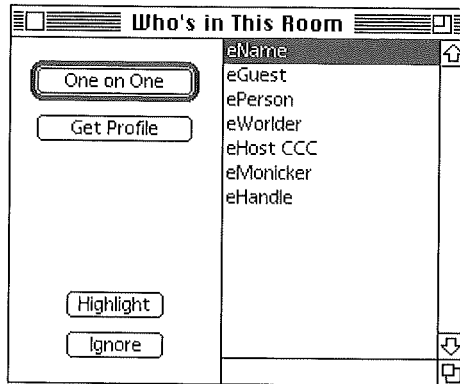 Who's in This Room
One on One
Get Profile
Highlight
Ignore
eName
eGuest
ePerson
eWorlder
eHost CCC
eMonicker
eHandle